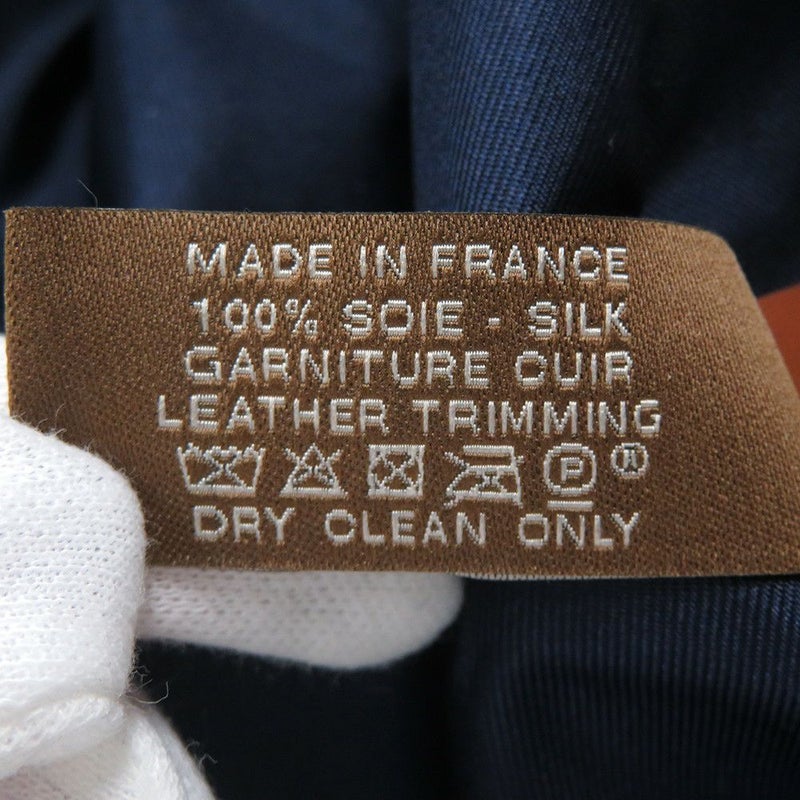 MADE IN FRANCE
100% SOIE - SILK
GARNITURE CUIR
LEATHER TRIMMING
P ®
DRY CLEAN ONLY